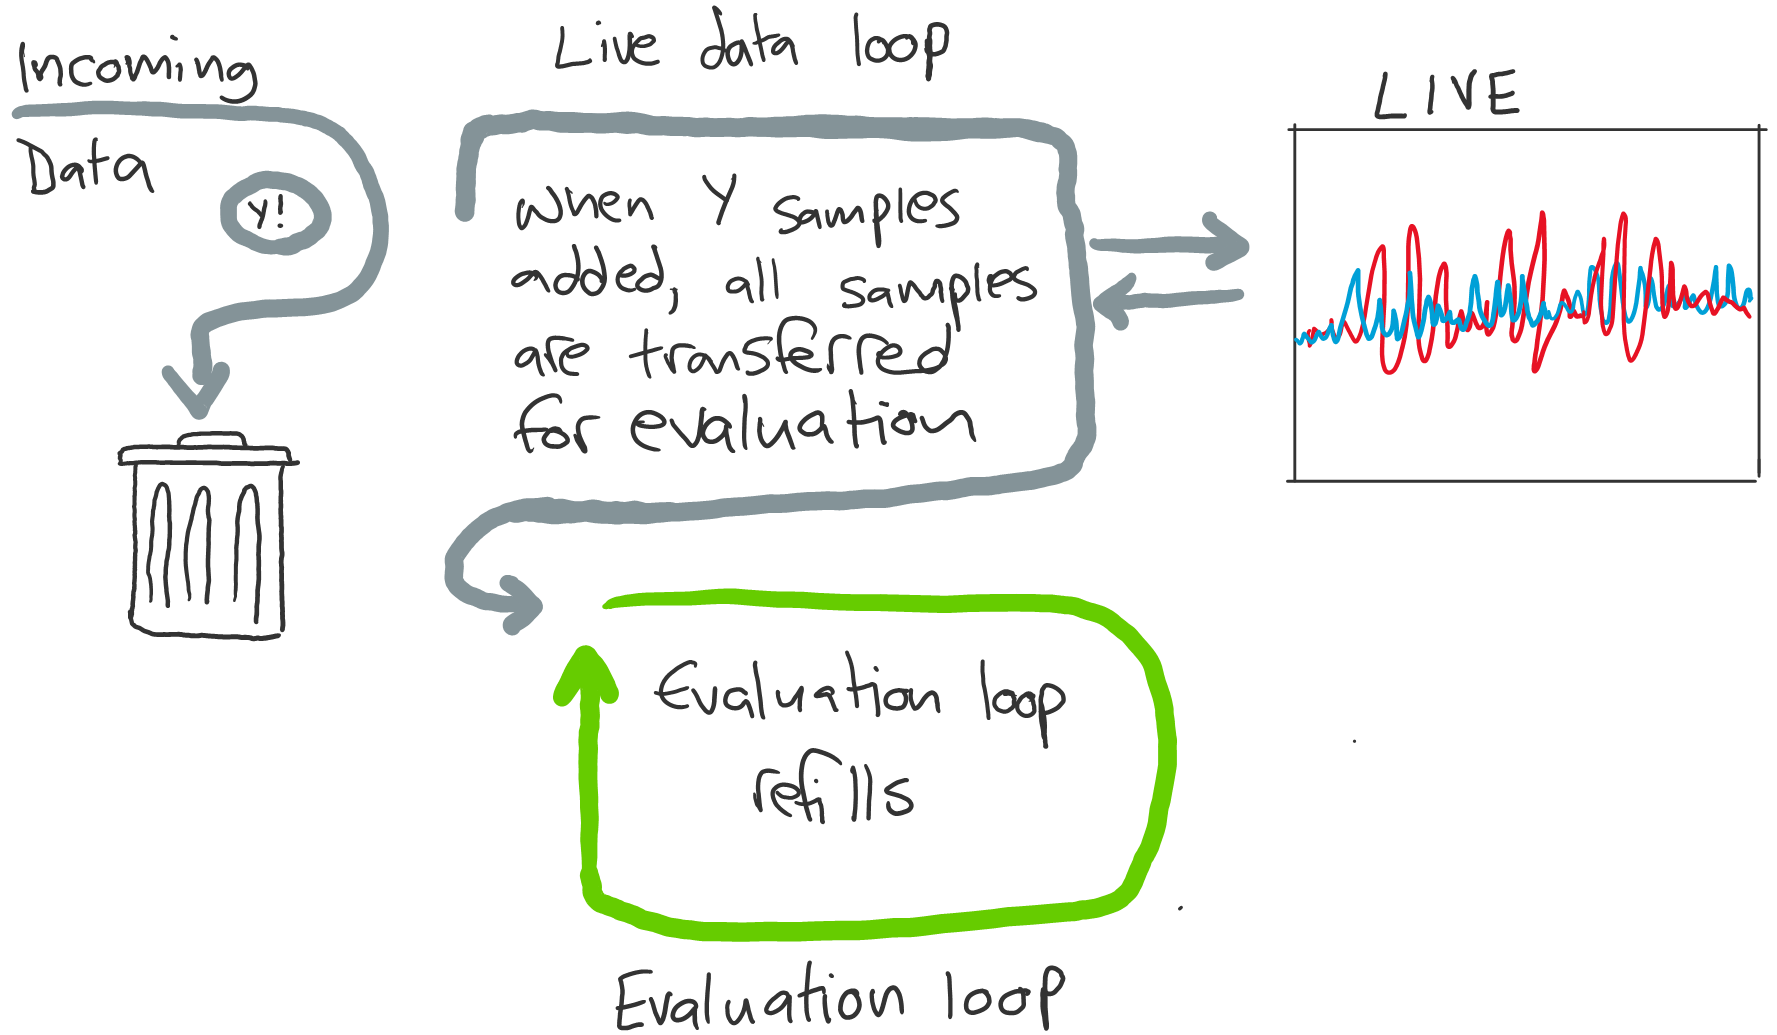 Incoming
Data
Y!
Live data loop
when Y samples
added, all samples
are transferred
for evaluation
LIVE
Evaluation loop
refills
Evaluation loop